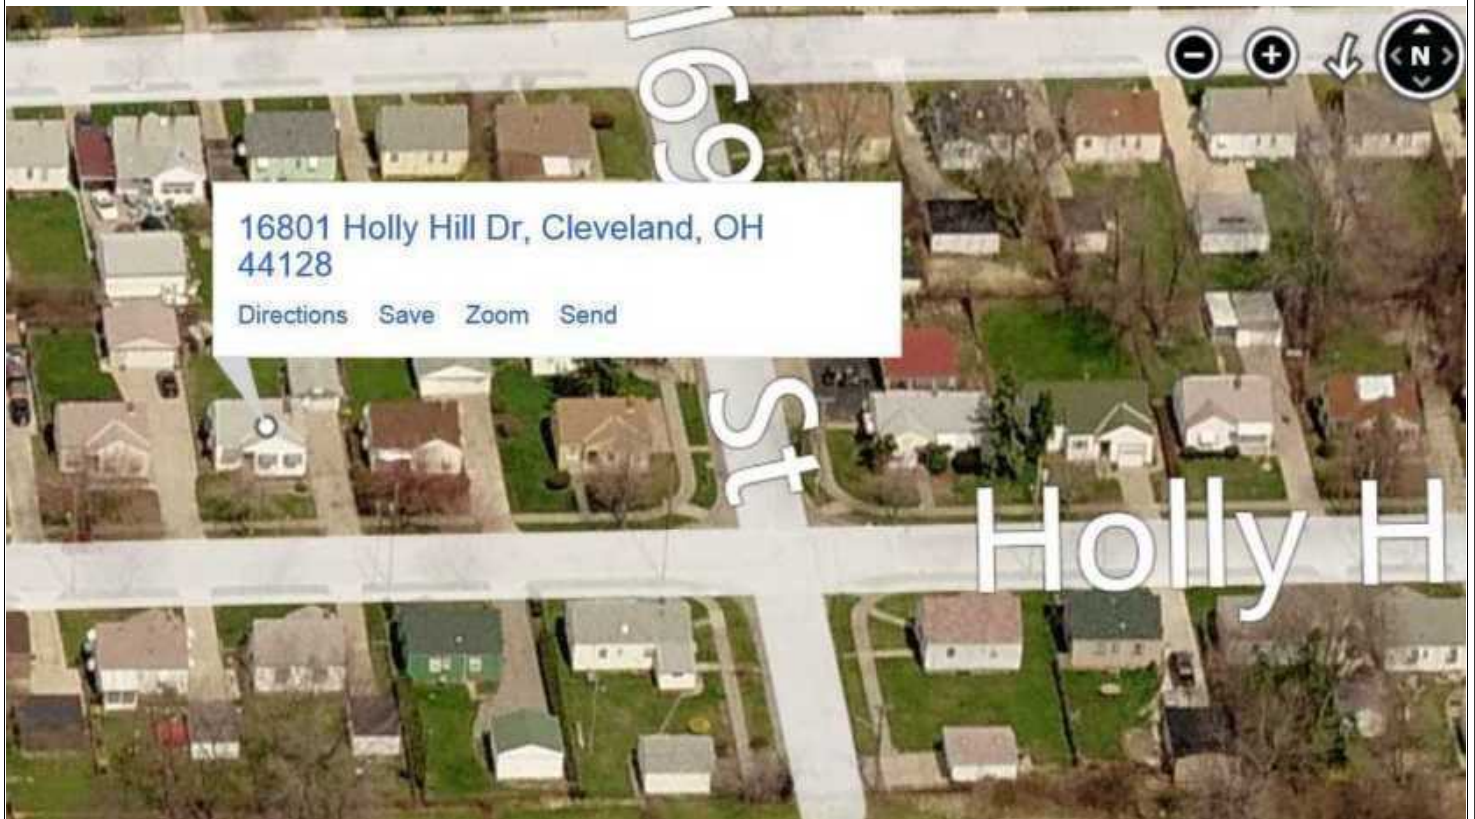 169
St
N
16801 Holly Hill Dr, Cleveland, OH
44128
Directions Save Zoom Send
Holly H